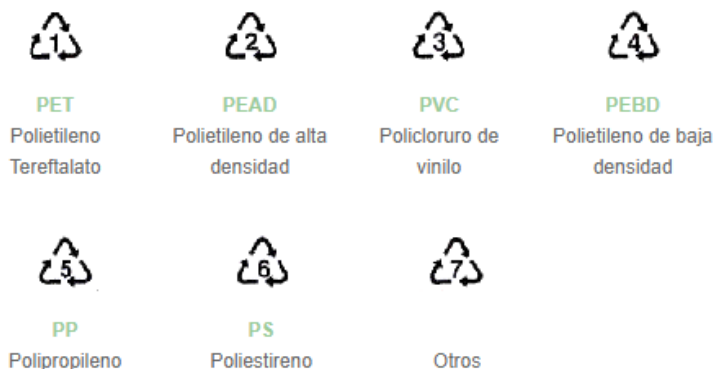 1 2 3 4
PET PEAD PVC PEBD
Polietileno Polietileno de alta Policloruro de Polietileno de baja
Tereftalato densidad vinilo densidad
5 6 7
PP PS
Polipropileno Poliestireno Otros